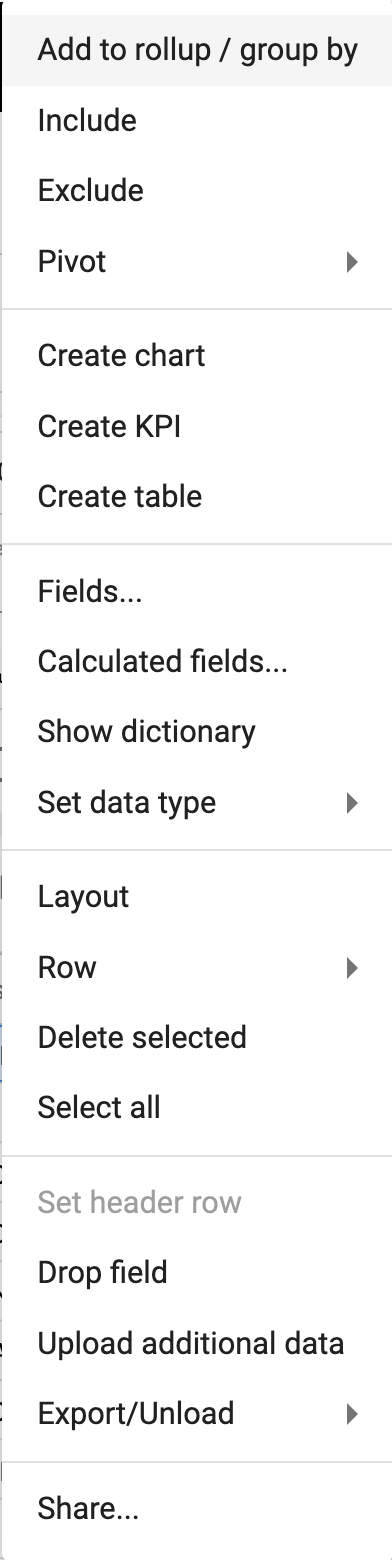 Add to rollup / group by
Include
Exclude
Pivot
Create chart
Create KPI
Create table
Fields...
Calculated fields...
Show dictionary
Set data type
Layout
Row
Delete selected
Select all
Set header row
Drop field
Upload additional data
Export/Unload
Share...